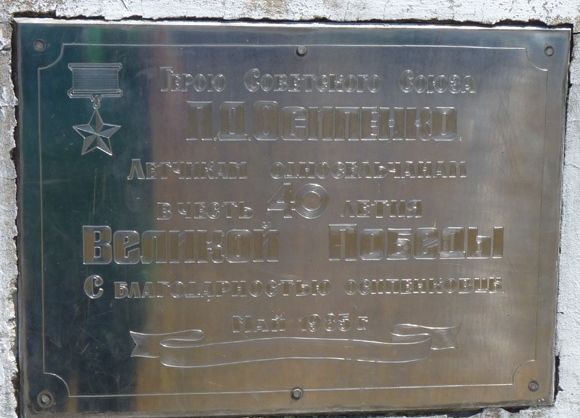 Герою Советского Союза
П.Д.Осипенко
Летчикам односельчанам
в честь 40 летия
Великой Победы
С благодарностью осипенковцы
Май 1985 г